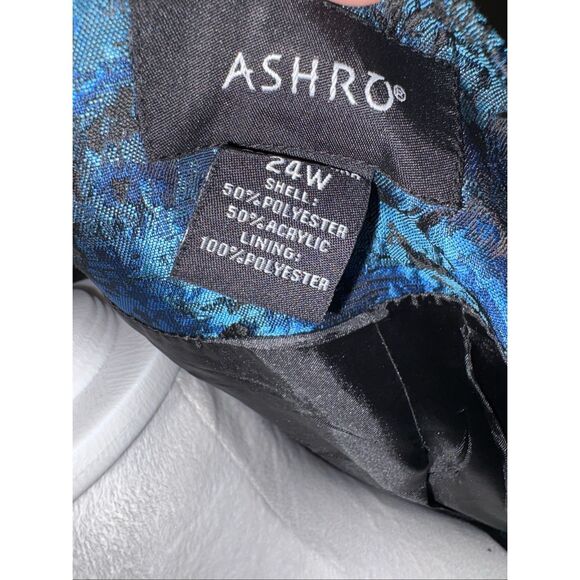 ASHRO®
24W
SHELL:
50%POLYESTER
50%ACRYLIC
LINING:
100%POLYESTER